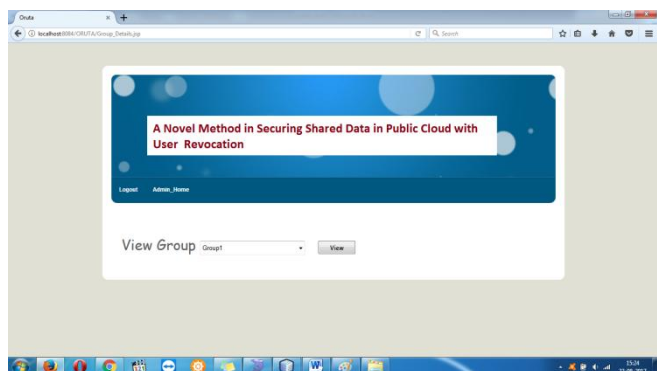 Oruta
localhost:8084/ORUTA/Group_Details.jsp
Search
A Novel Method in Securing Shared Data in Public Cloud with
User Revocation
Logout Admin_Home
View Group Group1 View
15:24